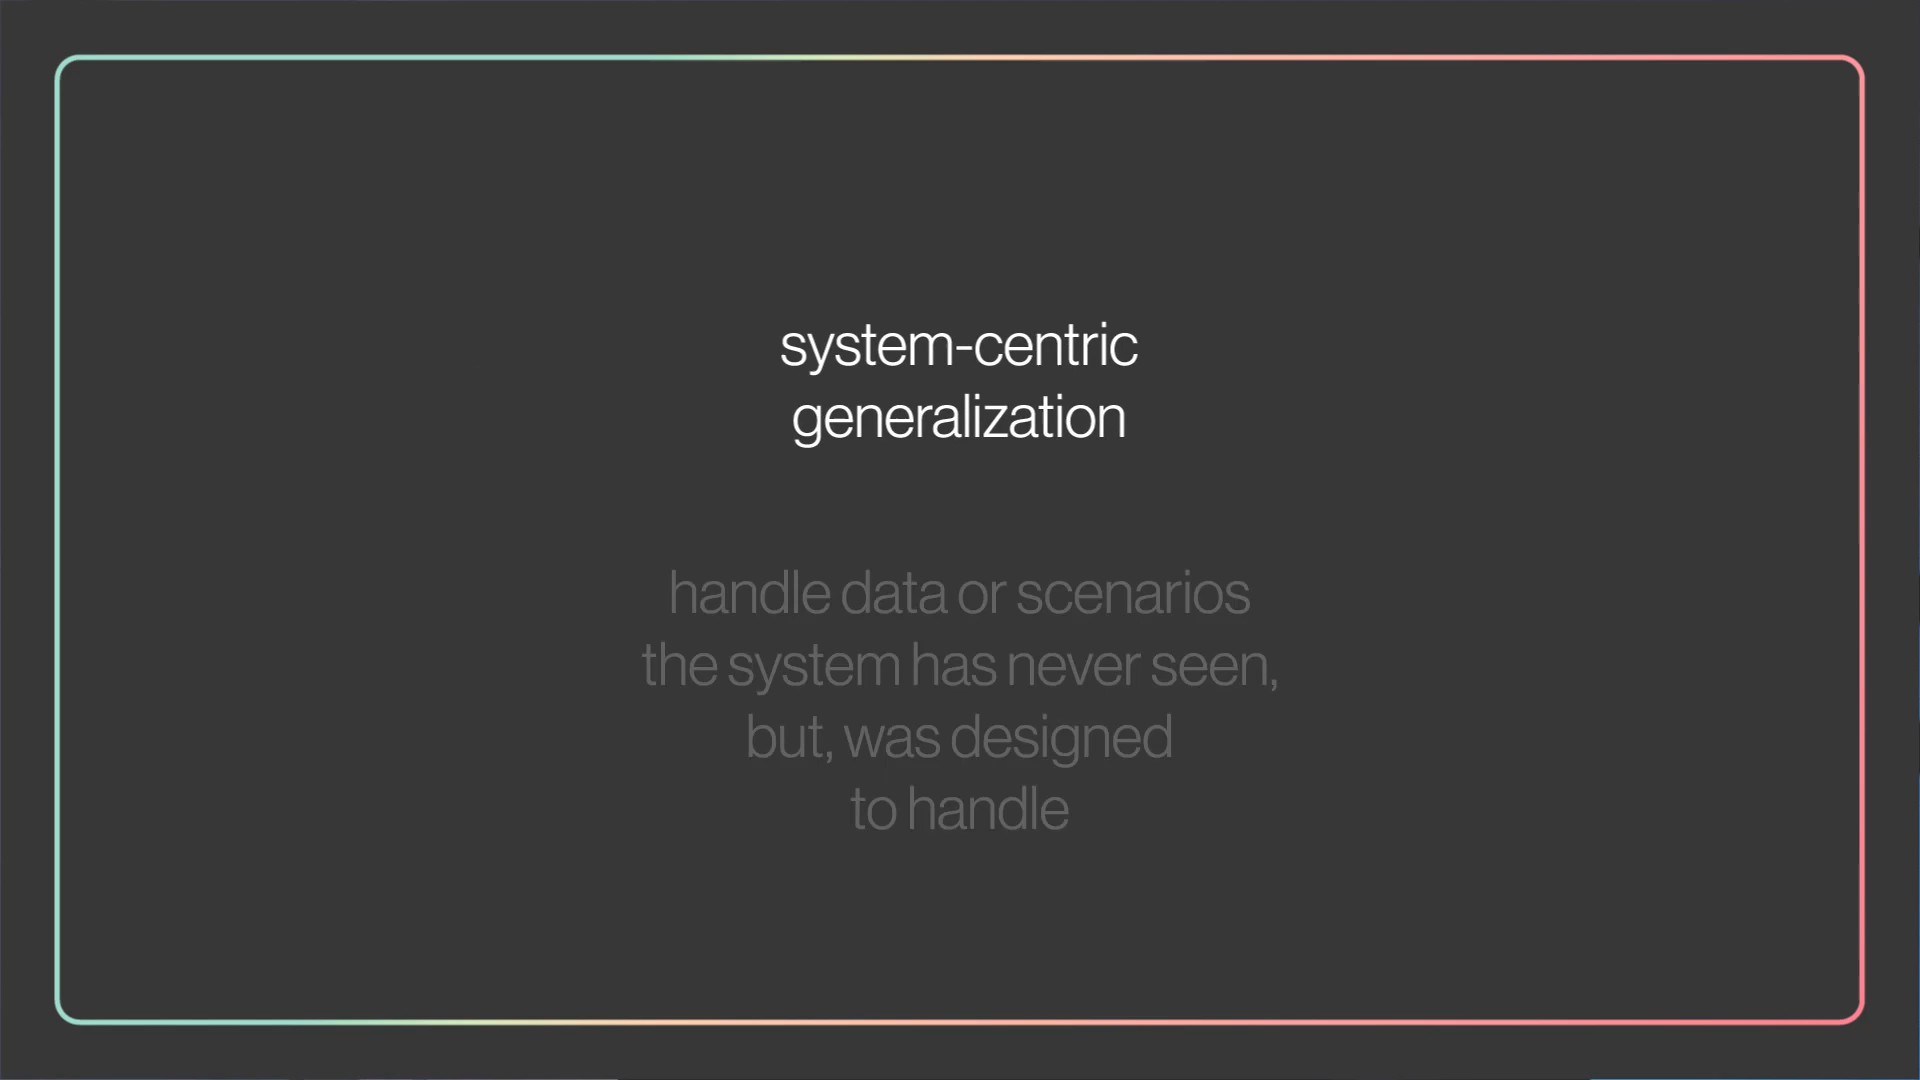 system-centric
generalization
handle data or scenarios
the system has never seen,
but, was designed
to handle